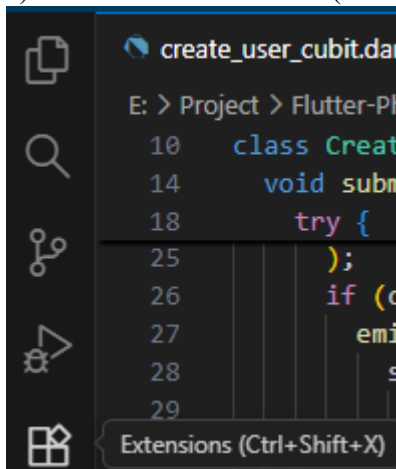 create_user_cubit.dar
E: > Project > Flutter-Ph
10 class Creat
14 void subm
18 try {
25 );
26 if (
27 emi
28 s
29
Extensions (Ctrl+Shift+X)